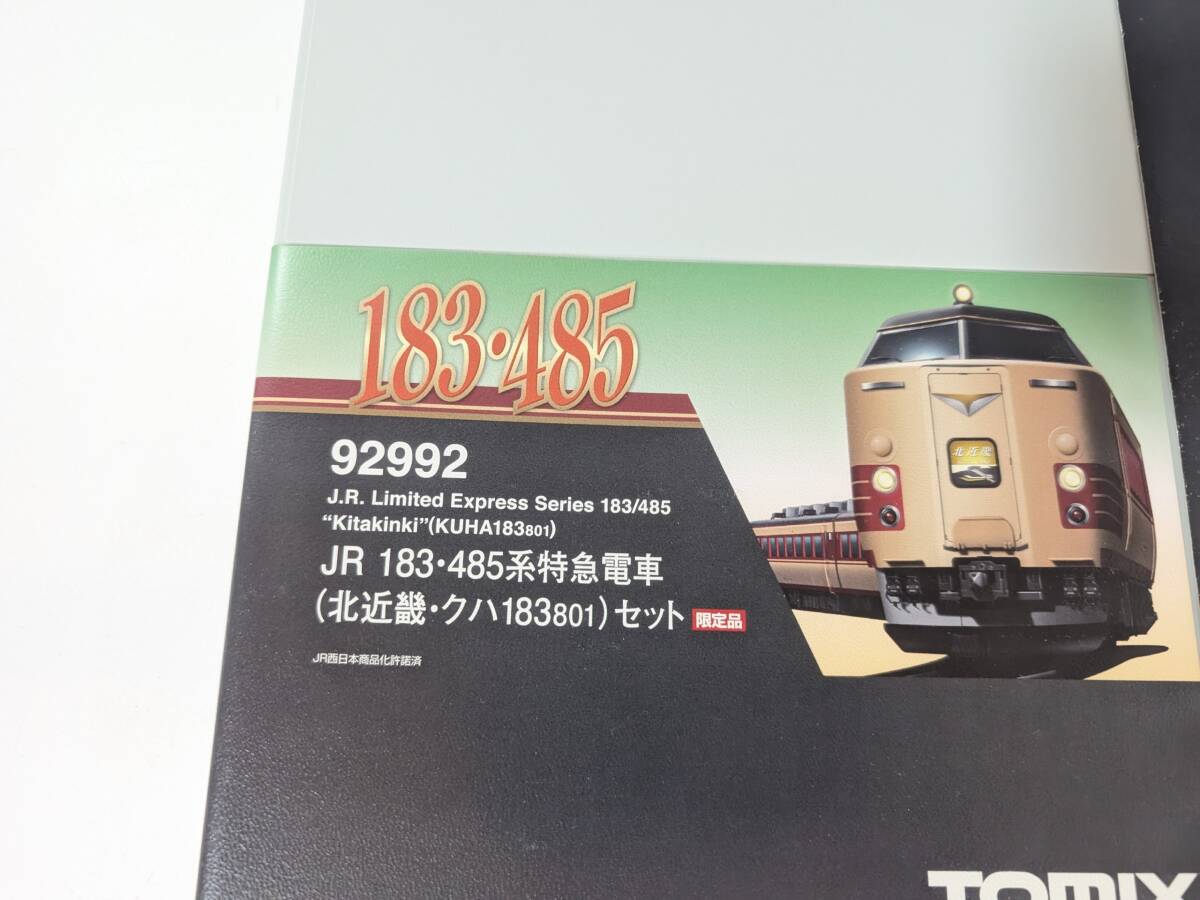 183・485
92992
J.R. Limited Express Series 183/485
“Kitakinki”(KUHA183801)
JR 183・485系特急電車
(北近畿・クハ183801)セット 限定品
JR西日本商品化許諾済
北近畿
TOMIX